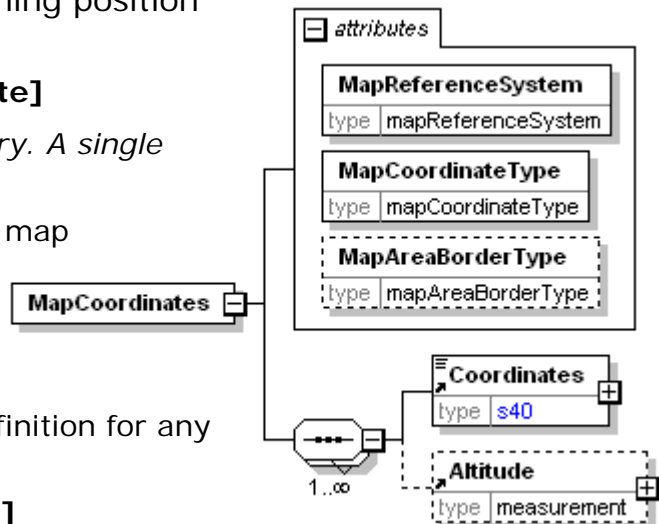 ning position
te]
ry. A single
map
finition for any
]
attributes
MapReferenceSystem
type mapReferenceSystem
MapCoordinateType
type mapCoordinateType
MapAreaBorderType
type mapAreaBorderType
MapCoordinates
Coordinates
type s40
1..∞
Altitude
type measurement